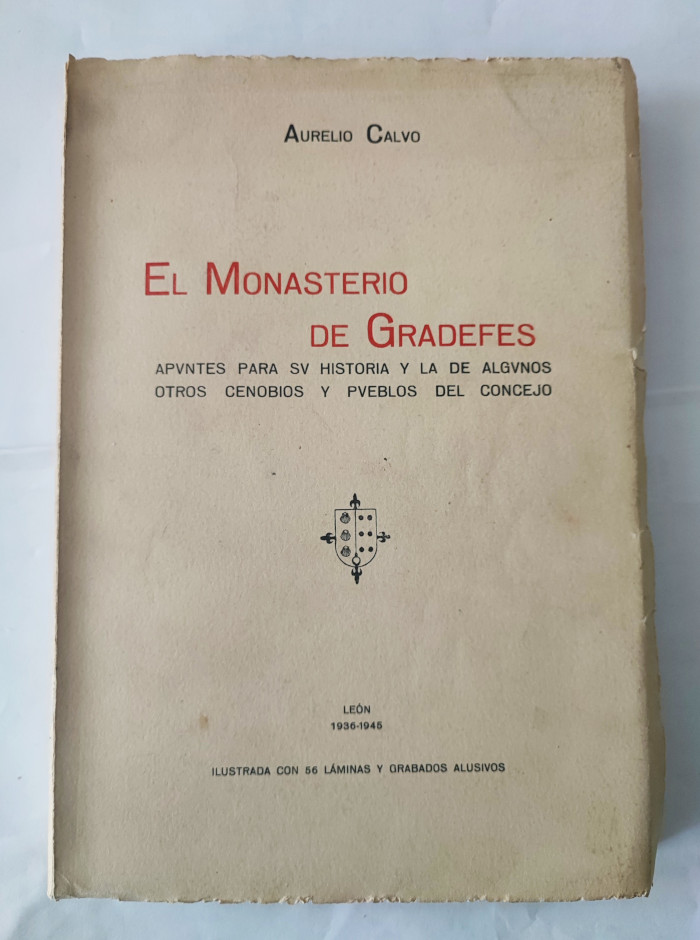 AURELIO CALVO
EL MONASTERIO
DE GRADEFES
APVNTES PARA SV HISTORIA Y LA DE ALGVNOS
OTROS CENOBIOS Y PVEBLOS DEL CONCEJO
LEÓN
1936-1945
ILUSTRADA CON 56 LÁMINAS Y GRABADOS ALUSIVOS